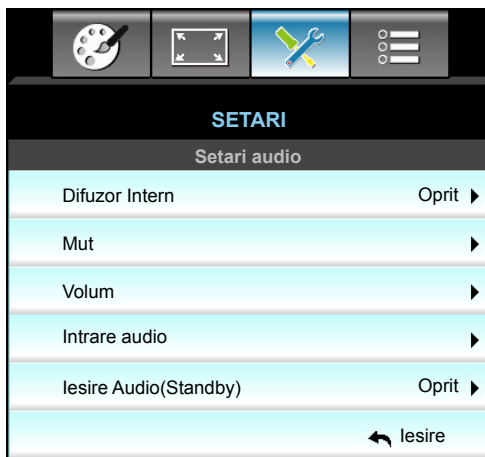 SETARI
Setari audio
Difuzor Intern Oprit
Mut
Volum
Intrare audio
Iesire Audio(Standby) Oprit
Iesire